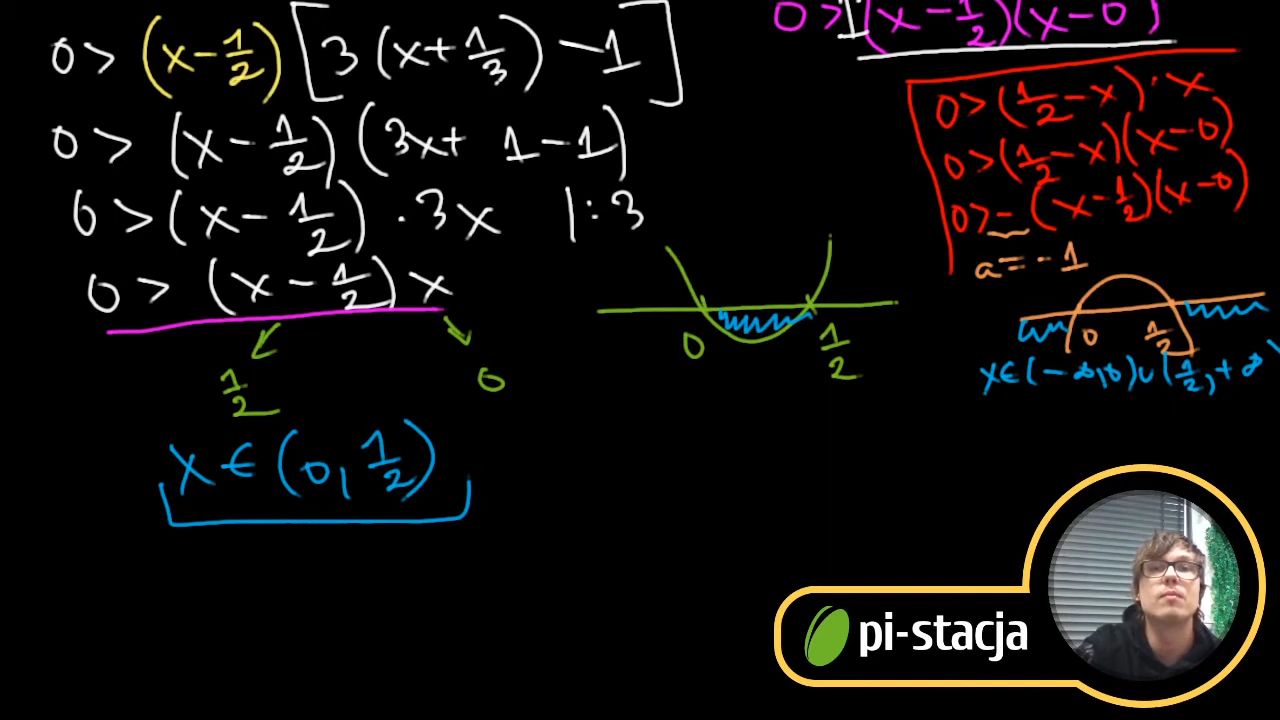 0 > (x - 1/2) [3 (x + 1/3) - 1]
0 > (x - 1/2) (3x + 1 - 1)
0 > (x - 1/2) · 3x |:3
0 > (x - 1/2) x
1/2 0
x ∈ (0, 1/2)
0 1/2
0 > 1 (x - 1/2)(x - 0)
0 > (1/2 - x) · x
0 > (1/2 - x)(x - 0)
0 > - (x - 1/2)(x - 0)
a = -1
0 1/2
x ∈ (-∞, 0) ∪ (1/2, +∞)
pi-stacja